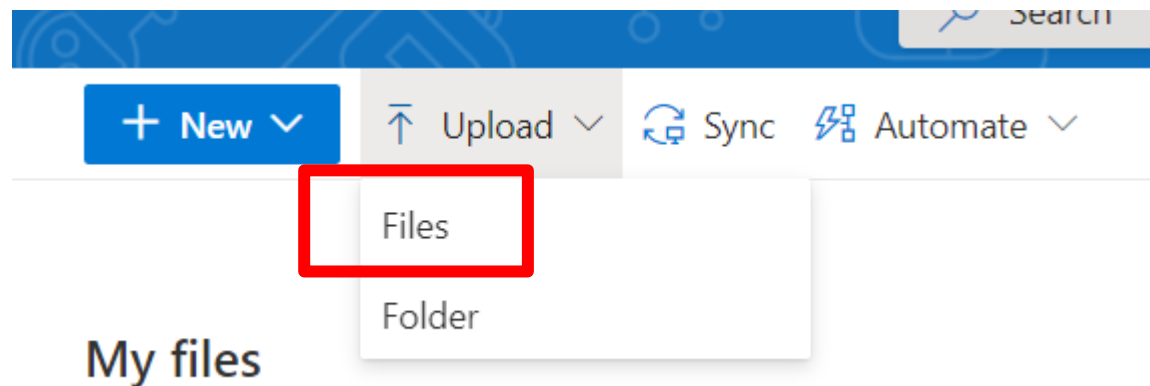 Search
+ New Upload Sync Automate
Files
Folder
My files